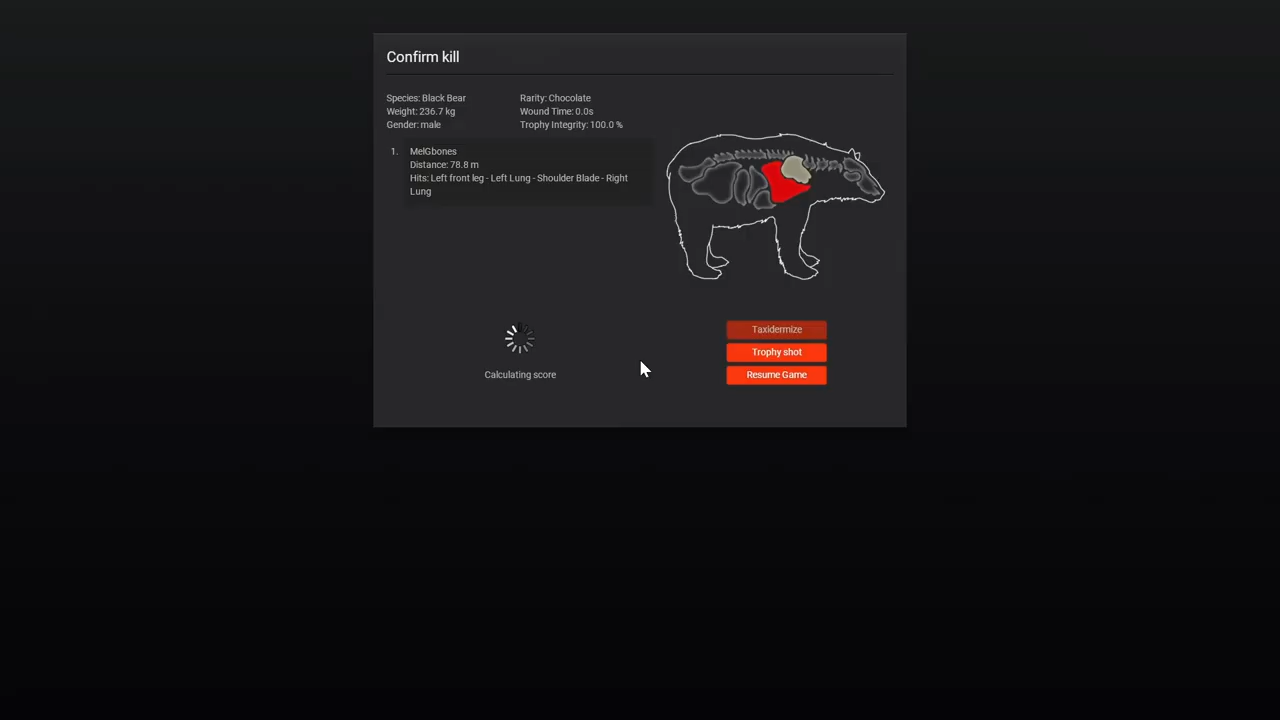 Confirm kill
Species: Black Bear
Weight: 236.7 kg
Gender: male
Rarity: Chocolate
Wound Time: 0.0s
Trophy Integrity: 100.0 %
1.
MelGbones
Distance: 78.8 m
Hits: Left front leg - Left Lung - Shoulder Blade - Right
Lung
Calculating score
Taxidermize
Trophy shot
Resume Game